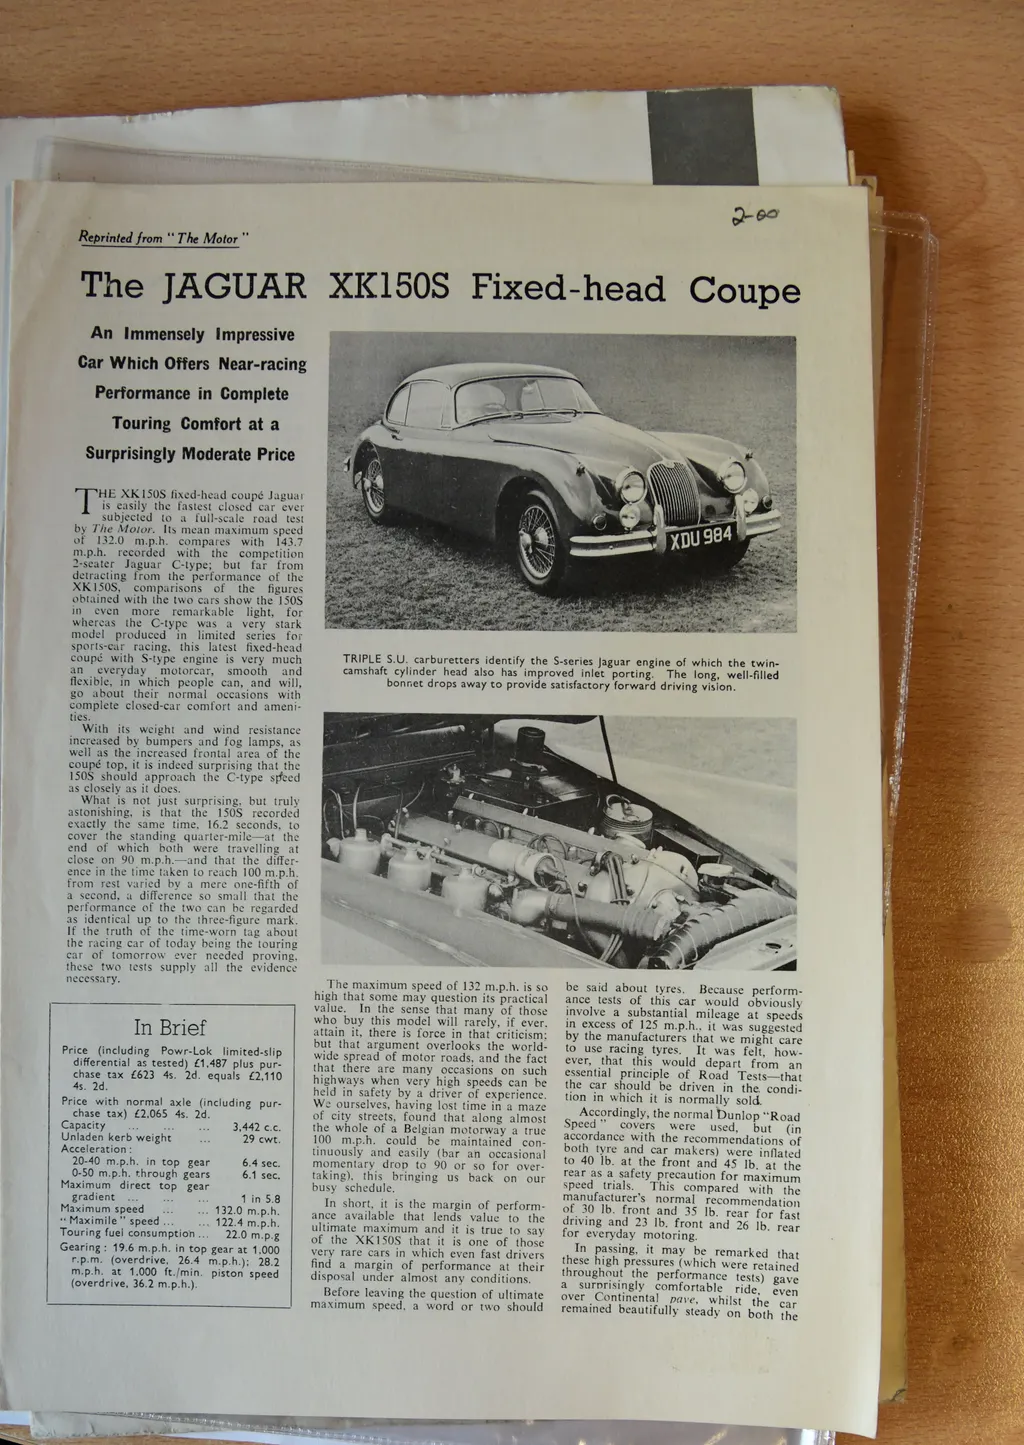 2-00
Reprinted from "The Motor"
The JAGUAR XK150S Fixed-head Coupe
An Immensely Impressive
Car Which Offers Near-racing
Performance in Complete
Touring Comfort at a
Surprisingly Moderate Price
THE XK150S fixed-head coupé Jaguar
is easily the fastest closed car ever
subjected to a full-scale road test
by The Motor. Its mean maximum speed
of 132.0 m.p.h. compares with 143.7
m.p.h. recorded with the competition
2-seater Jaguar C-type; but far from
detracting from the performance of the
XK150S, comparisons of the figures
obtained with the two cars show the 150S
in even more remarkable light, for
whereas the C-type was a very stark
model produced in limited series for
sports-car racing, this latest fixed-head
coupé with S-type engine is very much
an everyday motorcar, smooth and
flexible, in which people can, and will,
go about their normal occasions with
complete closed-car comfort and ameni-
ties.
With its weight and wind resistance
increased by bumpers and fog lamps, as
well as the increased frontal area of the
coupé top, it is indeed surprising that the
150S should approach the C-type speed
as closely as it does.
What is not just surprising, but truly
astonishing, is that the 150S recorded
exactly the same time, 16.2 seconds, to
cover the standing quarter-mile—at the
end of which both were travelling at
close on 90 m.p.h.—and that the differ-
ence in the time taken to reach 100 m.p.h.
from rest varied by a mere one-fifth of
a second, a difference so small that the
performance of the two can be regarded
as identical up to the three-figure mark.
If the truth of the time-worn tag about
the racing car of today being the touring
car of tomorrow ever needed proving,
these two tests supply all the evidence
necessary.
In Brief
Price (including Powr-Lok limited-slip
differential as tested) £1,487 plus pur-
chase tax £623 4s. 2d. equals £2,110
4s. 2d.
Price with normal axle (including pur-
chase tax) £2,065 4s. 2d.
Capacity ... ... ... 3,442 c.c.
Unladen kerb weight ... 29 cwt.
Acceleration:
20-40 m.p.h. in top gear 6.4 sec.
0-50 m.p.h. through gears 6.1 sec.
Maximum direct top gear
gradient ... ... ... 1 in 5.8
Maximum speed ... ... 132.0 m.p.h.
"Maximile" speed ... ... 122.4 m.p.h.
Touring fuel consumption ... 22.0 m.p.g
Gearing: 19.6 m.p.h. in top gear at 1,000
r.p.m. (overdrive, 26.4 m.p.h.); 28.2
m.p.h. at 1,000 ft./min. piston speed
(overdrive, 36.2 m.p.h.).
XDU 984
TRIPLE S.U. carburetters identify the S-series Jaguar engine of which the twin-
camshaft cylinder head also has improved inlet porting. The long, well-filled
bonnet drops away to provide satisfactory forward driving vision.
The maximum speed of 132 m.p.h. is so
high that some may question its practical
value. In the sense that many of those
who buy this model will rarely, if ever,
attain it, there is force in that criticism;
but that argument overlooks the world-
wide spread of motor roads, and the fact
that there are many occasions on such
highways when very high speeds can be
held in safety by a driver of experience.
We ourselves, having lost time in a maze
of city streets, found that along almost
the whole of a Belgian motorway a true
100 m.p.h. could be maintained con-
tinuously and easily (bar an occasional
momentary drop to 90 or so for over-
taking), this bringing us back on our
busy schedule.
In short, it is the margin of perform-
ance available that lends value to the
ultimate maximum and it is true to say
of the XK150S that it is one of those
very rare cars in which even fast drivers
find a margin of performance at their
disposal under almost any conditions.
Before leaving the question of ultimate
maximum speed, a word or two should
be said about tyres. Because perform-
ance tests of this car would obviously
involve a substantial mileage at speeds
in excess of 125 m.p.h., it was suggested
by the manufacturers that we might care
to use racing tyres. It was felt, how-
ever, that this would depart from an
essential principle of Road Tests—that
the car should be driven in the condi-
tion in which it is normally sold.
Accordingly, the normal Dunlop "Road
Speed" covers were used, but (in
accordance with the recommendations of
both tyre and car makers) were inflated
to 40 lb. at the front and 45 lb. at the
rear as a safety precaution for maximum
speed trials. This compared with the
manufacturer's normal recommendation
of 30 lb. front and 35 lb. rear for fast
driving and 23 lb. front and 26 lb. rear
for everyday motoring.
In passing, it may be remarked that
these high pressures (which were retained
throughout the performance tests) gave
a surprisingly comfortable ride, even
over Continental pavé, whilst the car
remained beautifully steady on both the